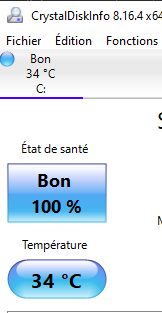 CrystalDiskInfo 8.16.4 x64
Fichier Édition Fonctions
Bon
34 °C
C:
État de santé
Bon
100 %
Température
34 °C